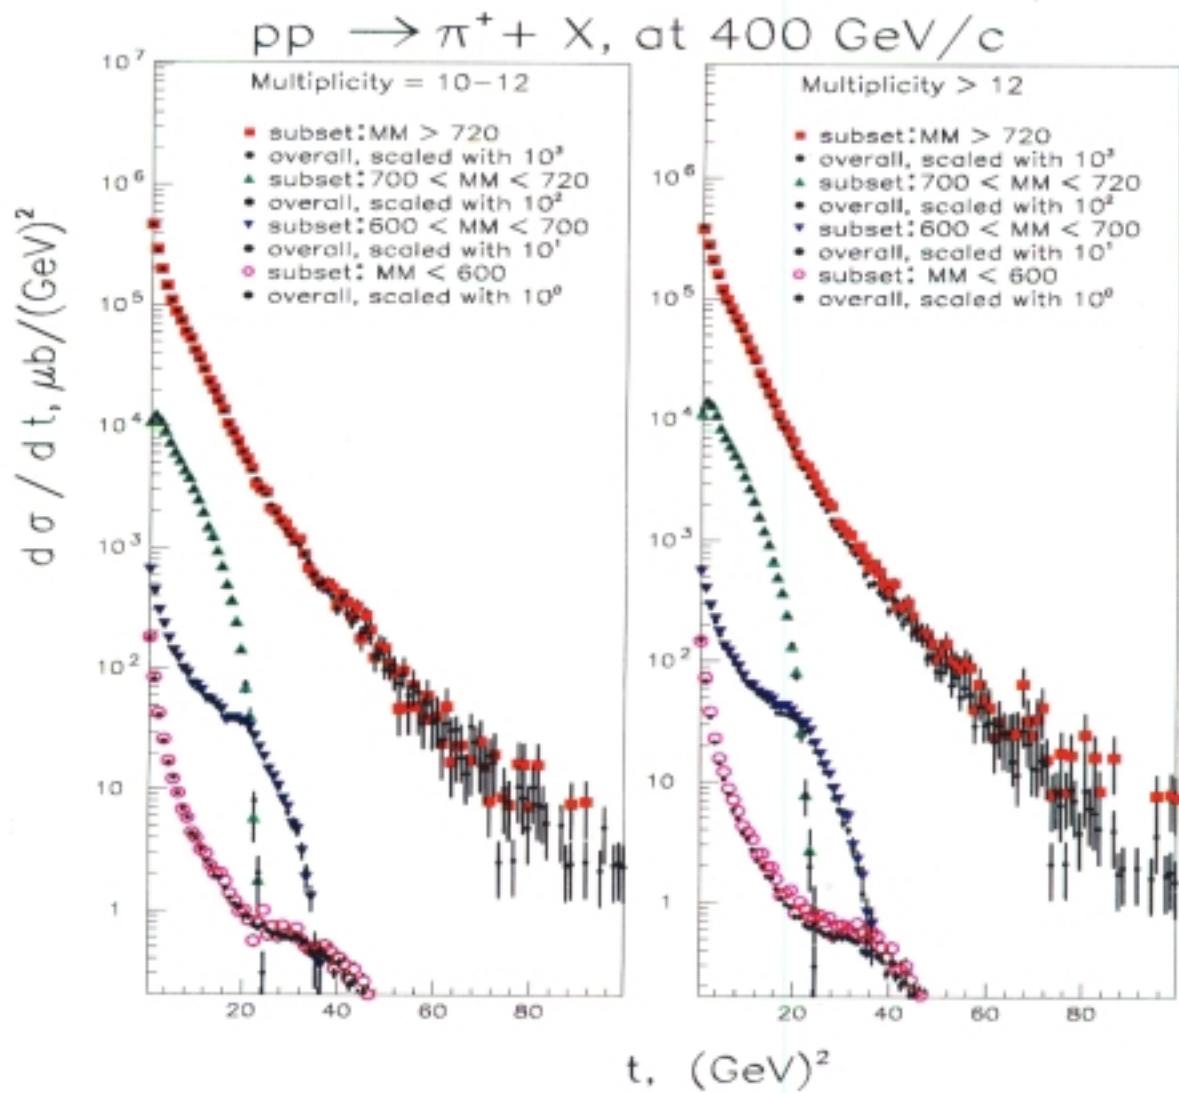 pp → π⁺ + X, at 400 GeV/c
dσ / dt, μb/(GeV)²
10⁷
10⁶
10⁵
10⁴
10³
10²
10
1
Multiplicity = 10−12
subset:MM > 720
overall, scaled with 10³
subset:700 < MM < 720
overall, scaled with 10²
subset:600 < MM < 700
overall, scaled with 10¹
subset: MM < 600
overall, scaled with 10⁰
20 40 60 80
10⁶
10⁵
10⁴
10³
10²
10
1
Multiplicity > 12
subset:MM > 720
overall, scaled with 10³
subset:700 < MM < 720
overall, scaled with 10²
subset:600 < MM < 700
overall, scaled with 10¹
subset: MM < 600
overall, scaled with 10⁰
20 40 60 80
t, (GeV)²